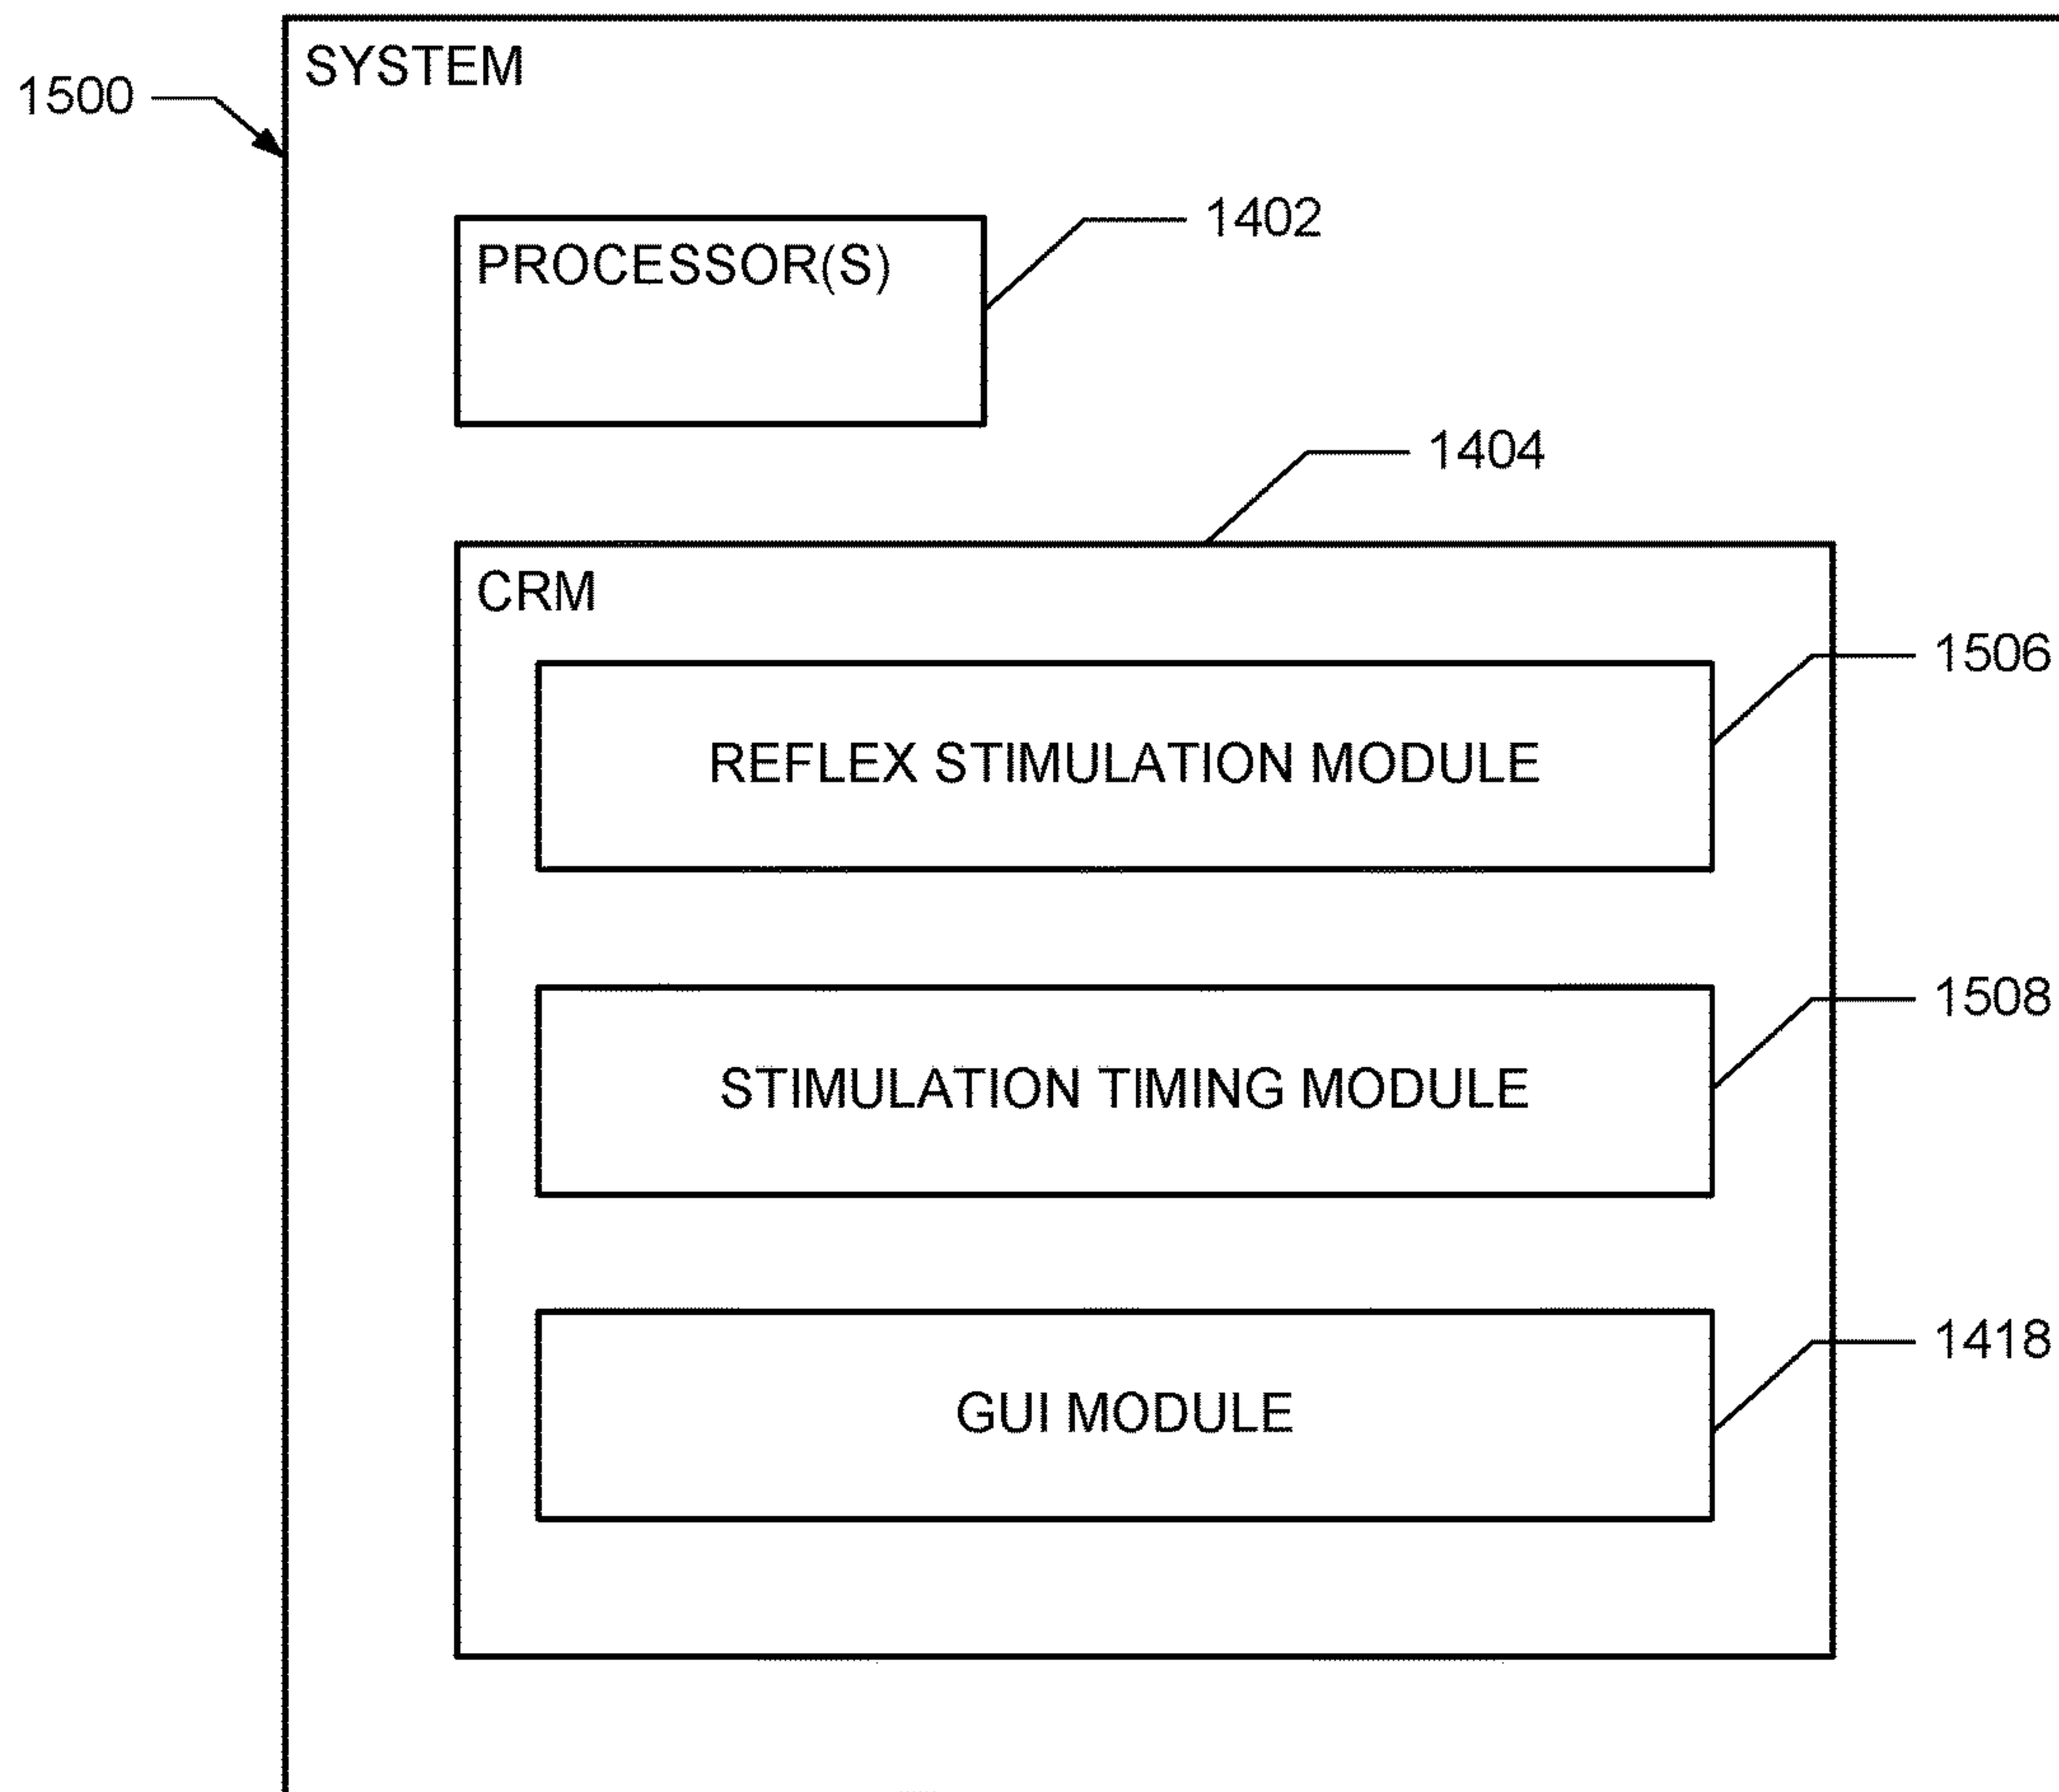 SYSTEM
1500
1402
PROCESSOR(S)
1404
CRM
1506
REFLEX STIMULATION MODULE
1508
STIMULATION TIMING MODULE
1418
GUI MODULE